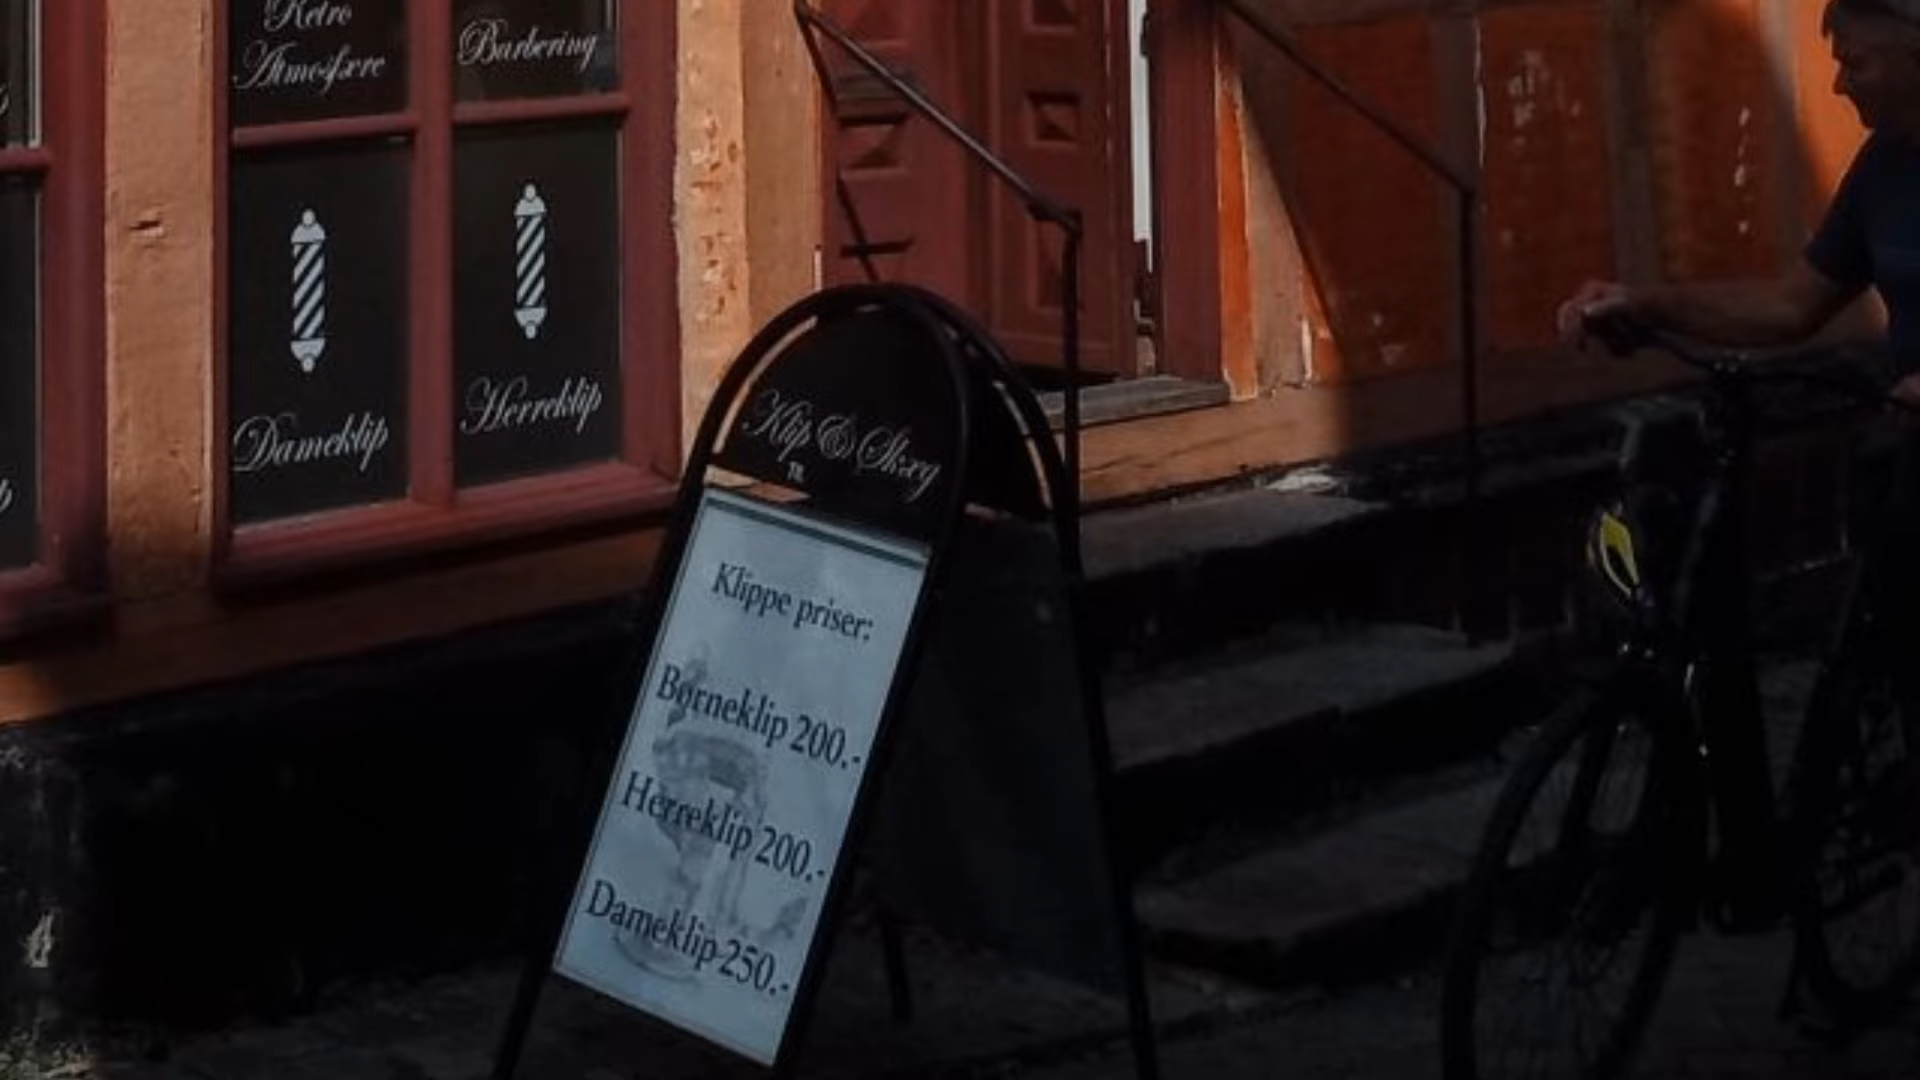 Retro
Atmosfære
Barbering
Dameklip
Herreklip
Klip & Skæg
Klippe priser:
Børneklip 200.-
Herreklip 200.-
Dameklip 250.-